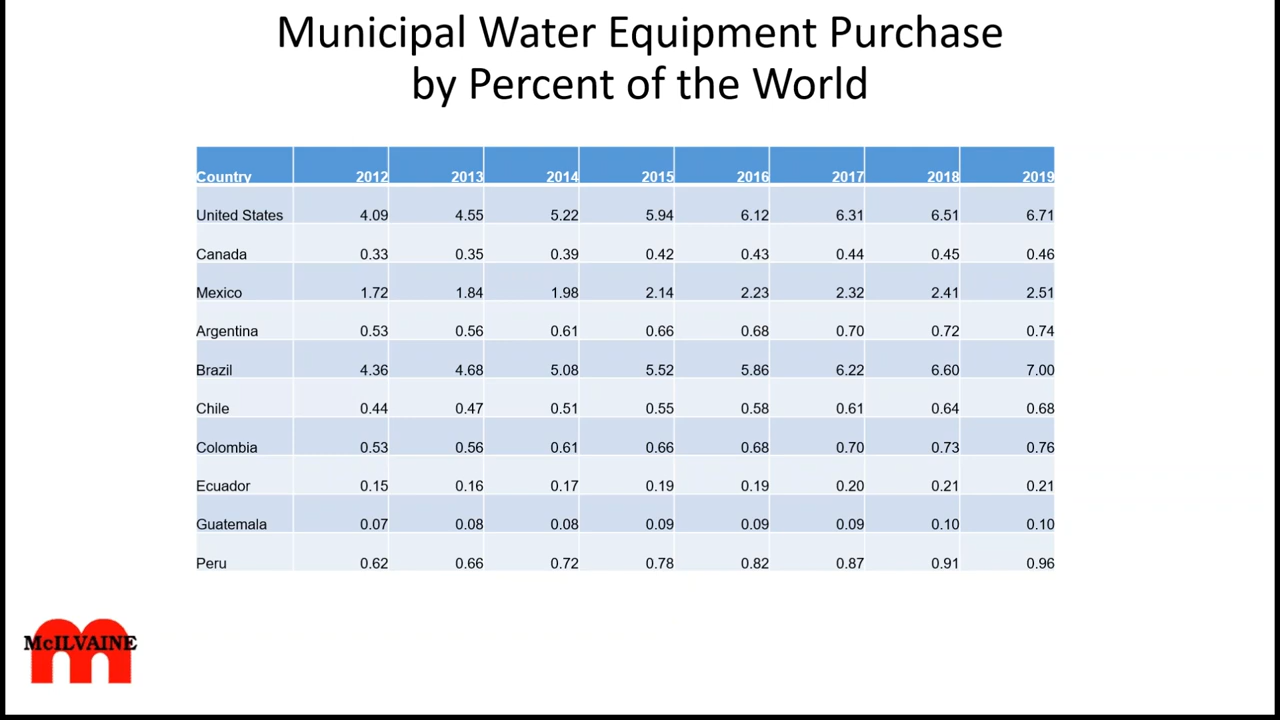 Municipal Water Equipment Purchase
by Percent of the World
Country 2012 2013 2014 2015 2016 2017 2018 2019
United States 4.09 4.55 5.22 5.94 6.12 6.31 6.51 6.71
Canada 0.33 0.35 0.39 0.42 0.43 0.44 0.45 0.46
Mexico 1.72 1.84 1.98 2.14 2.23 2.32 2.41 2.51
Argentina 0.53 0.56 0.61 0.66 0.68 0.70 0.72 0.74
Brazil 4.36 4.68 5.08 5.52 5.86 6.22 6.60 7.00
Chile 0.44 0.47 0.51 0.55 0.58 0.61 0.64 0.68
Colombia 0.53 0.56 0.61 0.66 0.68 0.70 0.73 0.76
Ecuador 0.15 0.16 0.17 0.19 0.19 0.20 0.21 0.21
Guatemala 0.07 0.08 0.08 0.09 0.09 0.09 0.10 0.10
Peru 0.62 0.66 0.72 0.78 0.82 0.87 0.91 0.96
McILVAINE